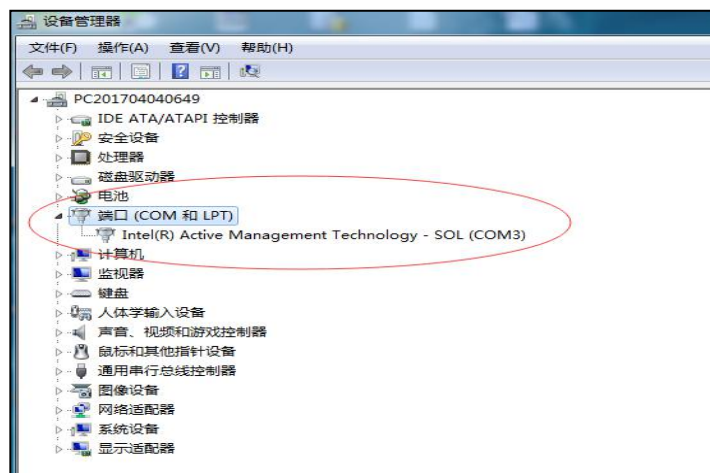 设备管理器
文件(F) 操作(A) 查看(V) 帮助(H)
PC201704040649
IDE ATA/ATAPI 控制器
安全设备
处理器
磁盘驱动器
电池
端口 (COM 和 LPT)
Intel(R) Active Management Technology - SOL (COM3)
计算机
监视器
键盘
人体学输入设备
声音、视频和游戏控制器
鼠标和其他指针设备
通用串行总线控制器
图像设备
网络适配器
系统设备
显示适配器